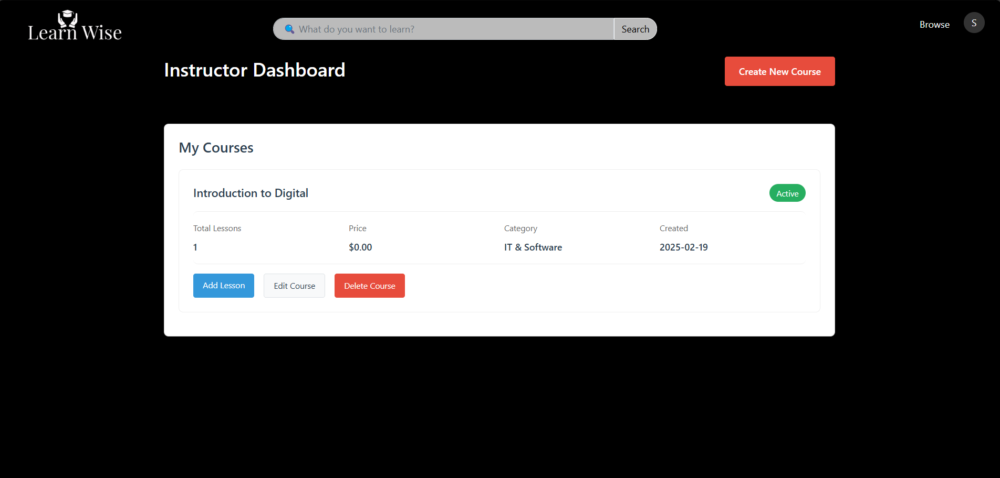 Learn Wise
🔍 What do you want to learn?
Search
Browse
S
Instructor Dashboard
Create New Course
My Courses
Introduction to Digital
Active
Total Lessons
Price
Category
Created
1
$0.00
IT & Software
2025-02-19
Add Lesson
Edit Course
Delete Course